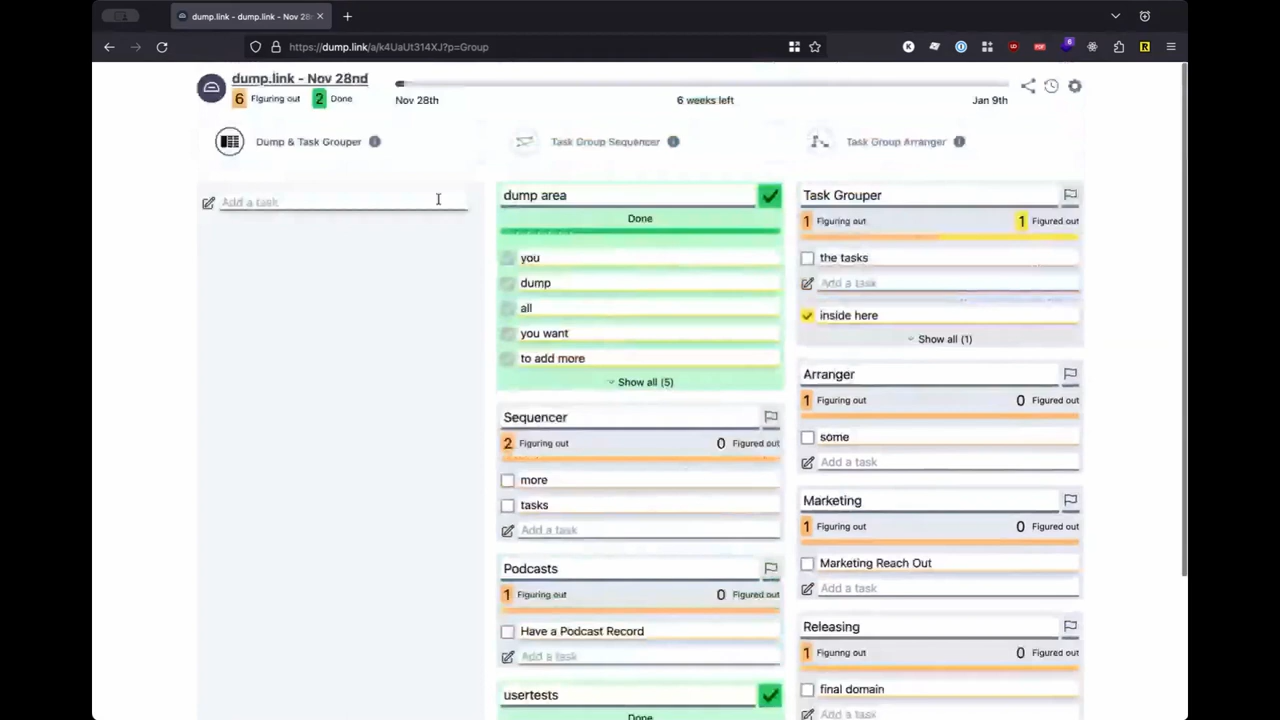 dump.link - dump.link - Nov 28
https://dump.link/a/k4UaUt314XJ?p=Group
dump.link - Nov 28nd
6 Figuring out 2 Done
Nov 28th
6 weeks left
Jan 9th
Dump & Task Grouper
Task Group Sequencer
Task Group Arranger
Add a task
dump area
Done
you
dump
all
you want
to add more
Show all (5)
Sequencer
2 Figuring out 0 Figured out
more
tasks
Add a task
Podcasts
1 Figuring out 0 Figured out
Have a Podcast Record
Add a task
usertests
Done
Task Grouper
1 Figuring out 1 Figured out
the tasks
Add a task
inside here
Show all (1)
Arranger
1 Figuring out 0 Figured out
some
Add a task
Marketing
1 Figuring out 0 Figured out
Marketing Reach Out
Add a task
Releasing
1 Figuring out 0 Figured out
final domain
Add a task